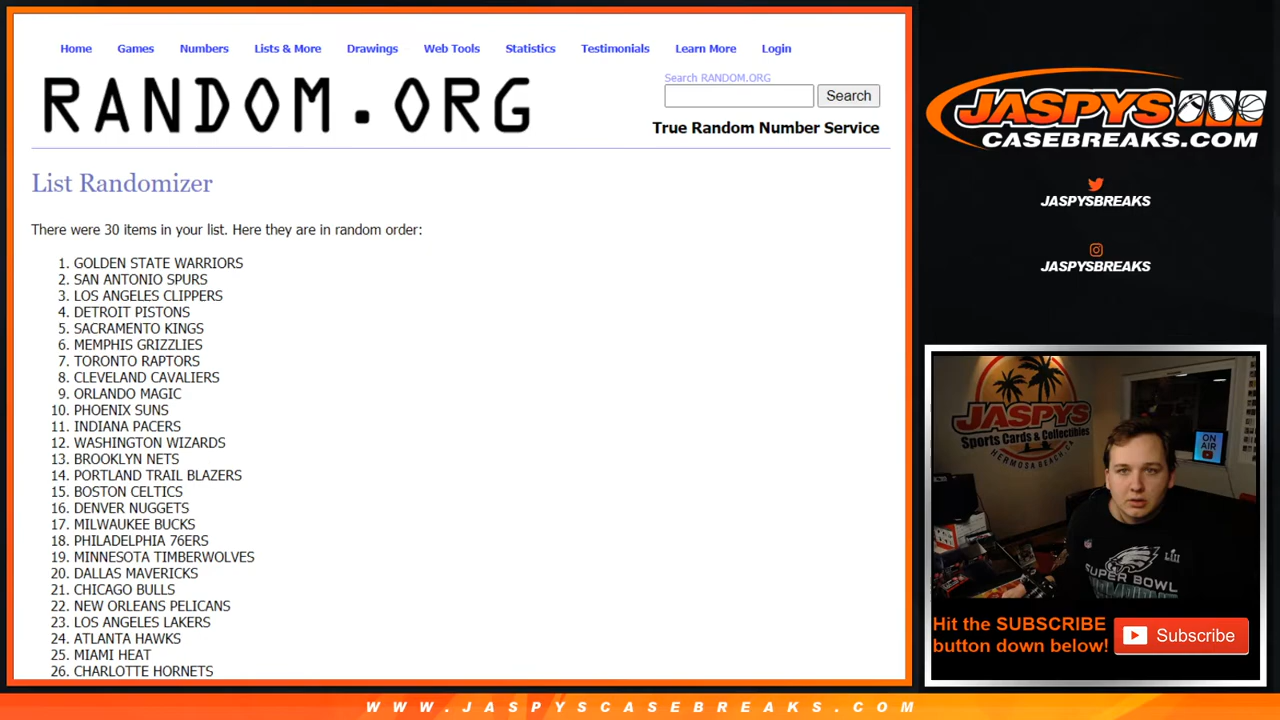 Home Games Numbers Lists & More Drawings Web Tools Statistics Testimonials Learn More Login
RANDOM.ORG
Search RANDOM.ORG
Search
True Random Number Service
List Randomizer
There were 30 items in your list. Here they are in random order:
1. GOLDEN STATE WARRIORS
2. SAN ANTONIO SPURS
3. LOS ANGELES CLIPPERS
4. DETROIT PISTONS
5. SACRAMENTO KINGS
6. MEMPHIS GRIZZLIES
7. TORONTO RAPTORS
8. CLEVELAND CAVALIERS
9. ORLANDO MAGIC
10. PHOENIX SUNS
11. INDIANA PACERS
12. WASHINGTON WIZARDS
13. BROOKLYN NETS
14. PORTLAND TRAIL BLAZERS
15. BOSTON CELTICS
16. DENVER NUGGETS
17. MILWAUKEE BUCKS
18. PHILADELPHIA 76ERS
19. MINNESOTA TIMBERWOLVES
20. DALLAS MAVERICKS
21. CHICAGO BULLS
22. NEW ORLEANS PELICANS
23. LOS ANGELES LAKERS
24. ATLANTA HAWKS
25. MIAMI HEAT
26. CHARLOTTE HORNETS
JASPYS
CASEBREAKS.COM
JASPYSBREAKS
JASPYSBREAKS
JASPYS
Sports Cards & Collectibles
HERMOSA BEACH, CA
ON
AIR
LII
SUPER BOWL
Hit the SUBSCRIBE
button down below!
Subscribe
WWW.JASPYSCASEBREAKS.COM